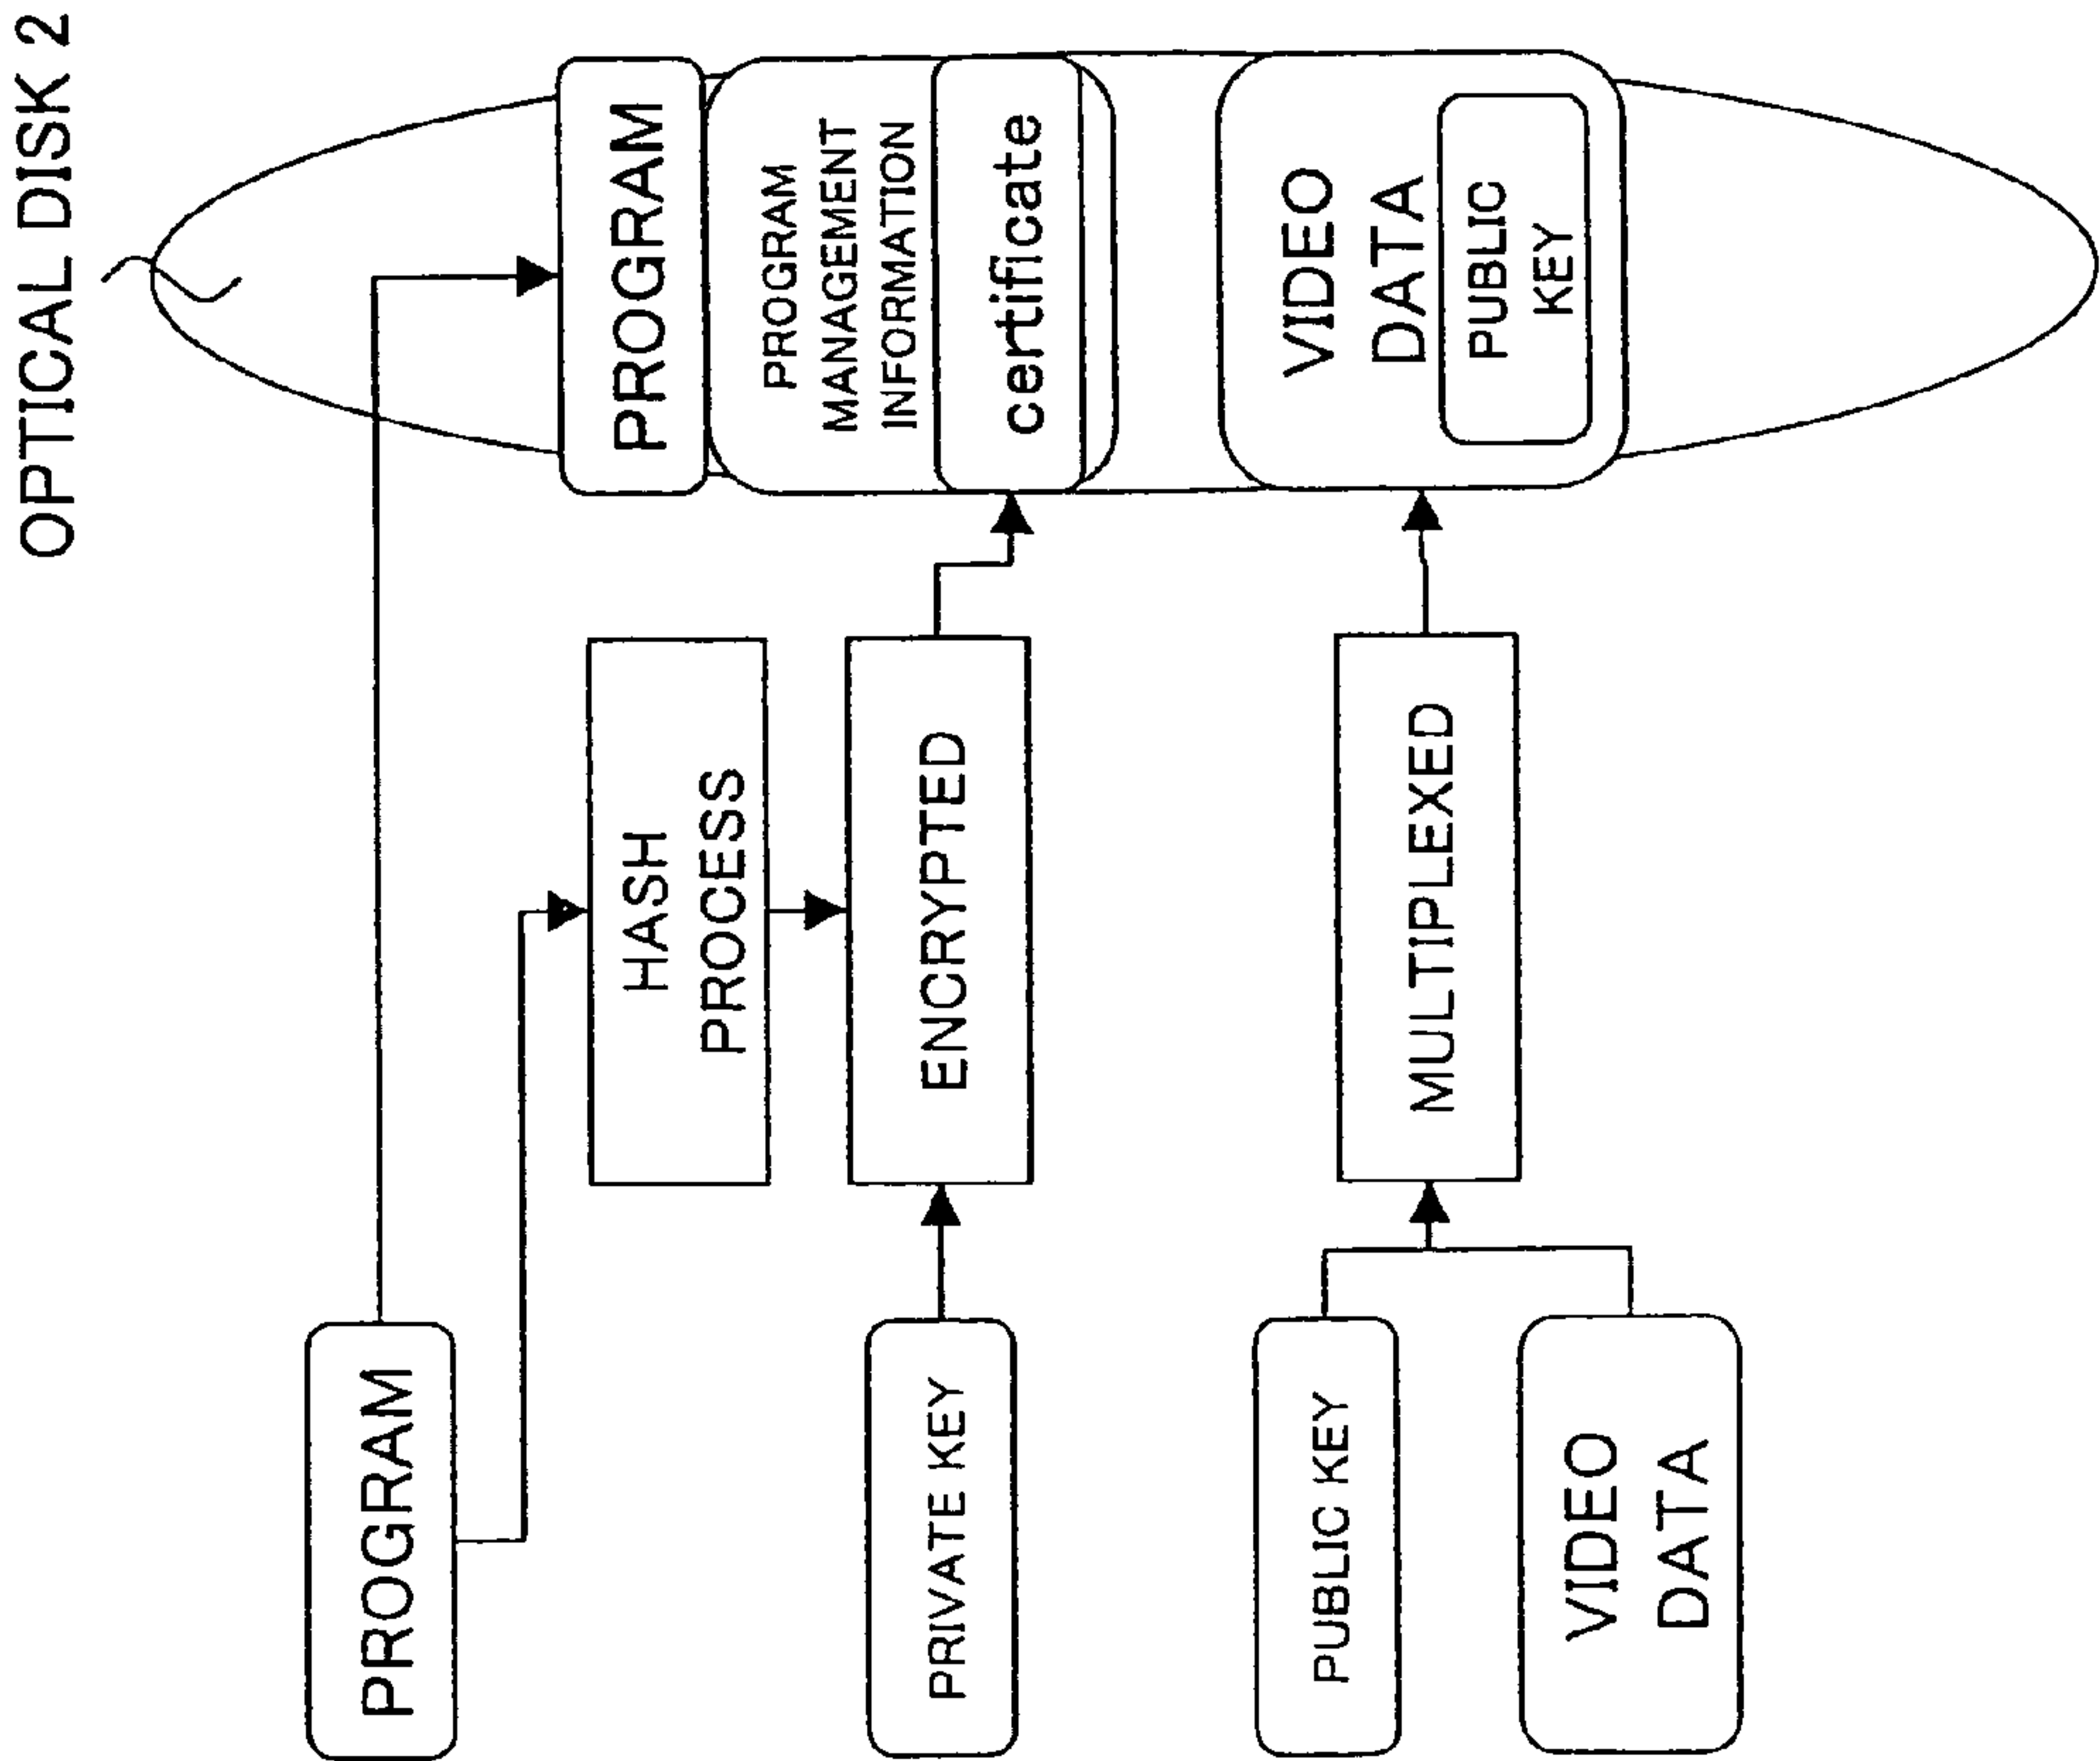 OPTICAL DISK 2
PROGRAM
PROGRAM
PROGRAM
MANAGEMENT
INFORMATION
certificate
VIDEO
DATA
PUBLIC
KEY
HASH
PROCESS
ENCRYPTED
MULTIPLEXED
PRIVATE KEY
PUBLIC KEY
VIDEO
DATA